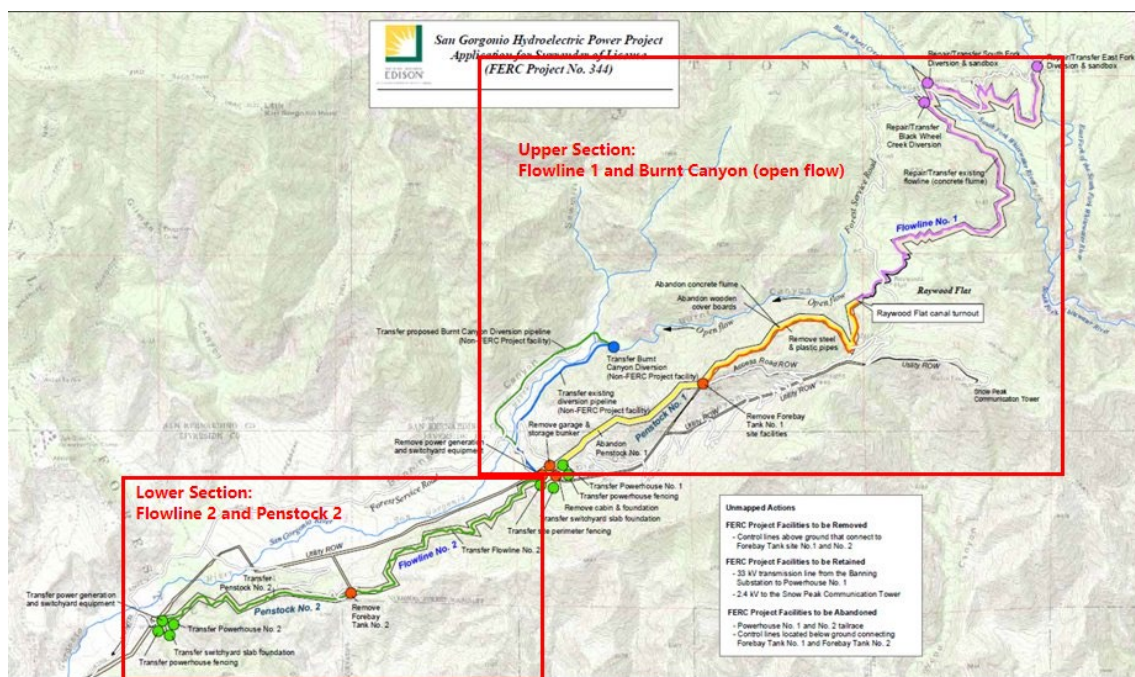 San Gorgonio Hydroelectric Power Project
Application for Surrender of License
(FERC Project No. 344)
EDISON
Upper Section:
Flowline 1 and Burnt Canyon (open flow)
Repair/Transfer South Fork
Diversion & sandbox
Repair/Transfer East Fork
Diversion & sandbox
Repair/Transfer
Black Wheel
Creek Diversion
Repair/Transfer existing
flowline (concrete flume)
Forest Service Road
Flowline No. 1
Raywood Flat
Raywood Flat canal turnout
Abandon concrete flume
Abandon wooden
cover boards
Open flow
Open flow
Remove steel
& plastic pipes
Transfer proposed Burnt Canyon Diversion pipeline
(Non-FERC Project facility)
Transfer Burnt
Canyon Diversion
(Non-FERC Project facility)
Transfer existing
diversion pipeline
(Non-FERC Project facility)
Access Road ROW
Utility ROW
Utility ROW
Utility ROW
Snow Peak
Communication Tower
Penstock No. 1
Remove Forebay
Tank No. 1
site facilities
Remove garage &
storage bunker
Abandon
Penstock No. 1
Remove power generation
and switchyard equipment
Transfer Powerhouse No. 1
Transfer powerhouse fencing
Remove cabin & foundation
Transfer switchyard slab foundation
Transfer site perimeter fencing
Transfer Flowline No. 2
Lower Section:
Flowline 2 and Penstock 2
Forest Service Road
San Gorgonio River
Utility ROW
Flowline No. 2
Transfer
Penstock No. 2
Penstock No. 2
Remove
Forebay
Tank No. 2
Transfer power generation
and switchyard equipment
Transfer Powerhouse No. 2
Transfer switchyard slab foundation
Transfer powerhouse fencing
Unmapped Actions
FERC Project Facilities to be Removed
- Control lines above ground that connect to
Forebay Tank site No.1 and No. 2
FERC Project Facilities to be Retained
- 33 kV transmission line from the Banning
Substation to Powerhouse No. 1
- 2.4 kV to the Snow Peak Communication Tower
FERC Project Facilities to be Abandoned
- Powerhouse No. 1 and No. 2 tailrace
- Control lines located below ground connecting
Forebay Tank No. 1 and Forebay Tank No. 2